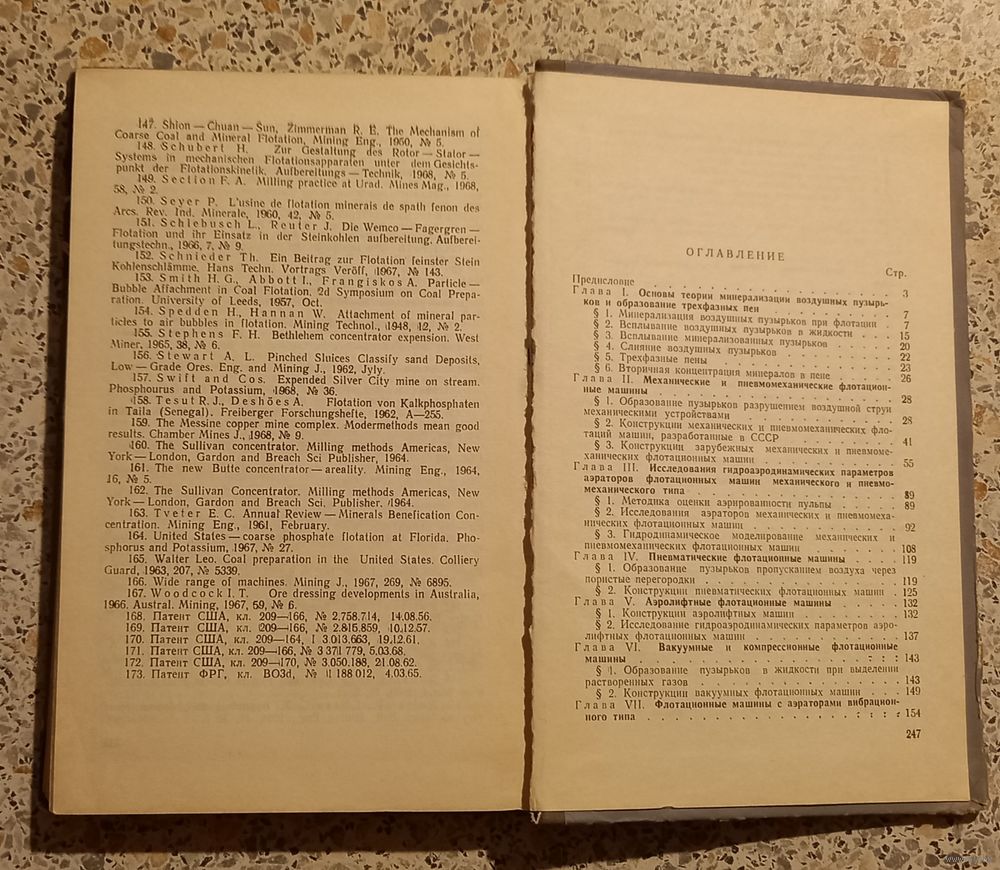 147. Shion — Chuan — Sun, Zimmerman R. E. The Mechanism of
Coarse Coal and Mineral Flotation, Mining Eng., 1950, № 5.
148. Schubert H. Zur Gestaltung des Rotor — Stator —
Systems in mechanischen Flotationsapparaten unter dem Gesichts-
punkt der Flotationskinetik. Aufbereitungs — Technik, 1968, № 5.
149. Section F. A. Milling practice at Urad. Mines Mag., 1968,
58, № 2.
150. Seyer P. L'usine de flotation minerais de spath fenon des
Arcs. Rev. Ind. Minerale, 1960, 42, № 5.
151. Schlebusch L., Reuter J. Die Wemco — Fagergren —
Flotation und ihr Einsatz in der Steinkohlen aufbereitung. Aufberei-
tungstechn., 1966, 7, № 9.
152. Schnieder Th. Ein Beitrag zur Flotation feinster Stein
Kohlenschlämme. Hans Techn. Vortrags Veröff, 1967, № 143.
153. Smith H. G., Abbott I., Frangiskos A. Particle —
Bubble Affachment in Coal Flotation, 2d Symposium on Coal Prepa-
ration. University of Leeds, 1957, Oct.
154. Spedden H., Hannan W. Attachment of mineral par-
ticles to air bubbles in flotation. Mining Technol., 1948, 12, № 2.
155. Stephens F. H. Bethlehem concentrator expension. West
Miner, 1965, 38, № 6.
156. Stewart A. L. Pinched Sluices Classify sand Deposits,
Low — Grade Ores. Eng. and Mining J., 1962, Jyly.
157. Swift and Cos. Expended Silver City mine on stream.
Phosphourus and Potassium, 1968, № 36.
158. Tesut R. J., Deshöes A. Flotation von Kalkphosphaten
in Taila (Senegal). Freiberger Forschungshefte, 1962, A—255.
159. The Messine copper mine complex. Modermethods mean good
results. Chamber Mines J., 1968, № 9.
160. The Sullivan concentrator. Milling methods Americas, New
York — London, Gardon and Breach Sci Publisher, 1964.
161. The new Butte concentrator — areality. Mining Eng., 1964,
16, № 5.
162. The Sullivan Concentrator. Milling methods Americas, New
York — London, Gardon and Breach Sci. Publisher, 1964.
163. Tveter E. C. Annual Review — Minerals Benefication Con-
centration. Mining Eng., 1961, February.
164. United States — coarse phosphate flotation at Florida. Pho-
sphorus and Potassium, 1967, № 27.
165. Walter Leo. Coal preparation in the United States. Colliery
Guard, 1963, 207, № 5339.
166. Wide range of machines. Mining J., 1967, 269, № 6895.
167. Woodcock I. T. Ore dressing developments in Australia,
1966. Austral. Mining, 1967, 59, № 6.
168. Патент США, кл. 209—166, № 2.758.714, 14.08.56.
169. Патент США, кл. 209—166, № 2.815.859, 10.12.57.
170. Патент США, кл. 209—164, I 3.013.663, 19.12.61.
171. Патент США, кл. 209—166, № 3 371 779, 5.03.68.
172. Патент США, кл. 209—170, № 3.050.188, 21.08.62.
173. Патент ФРГ, кл. ВО3d, № 1 188 012, 4.03.65.
ОГЛАВЛЕНИЕ
Стр.
Предисловие . . . 3
Глава I. Основы теории минерализации воздушных пузырь-
ков и образование трехфазных пен . . . 7
§ 1. Минерализация воздушных пузырьков при флотации . 7
§ 2. Всплывание воздушных пузырьков в жидкости . . . 15
§ 3. Всплывание минерализованных пузырьков . . . 20
§ 4. Слияние воздушных пузырьков . . . 22
§ 5. Трехфазные пены . . . 23
§ 6. Вторичная концентрация минералов в пене . . . 26
Глава II. Механические и пневмомеханические флотацион-
ные машины . . . 28
§ 1. Образование пузырьков разрушением воздушной струи
механическими устройствами . . . 28
§ 2. Конструкции механических и пневмомеханических фло-
таций машин, разработанные в СССР . . . 41
§ 3. Конструкции зарубежных механических и пневмоме-
ханических флотационных машин . . . 55
Глава III. Исследования гидроаэродинамических параметров
аэраторов флотационных машин механического и пневмо-
механического типа . . . 89
§ 1. Методика оценки аэрированности пульпы . . . 89
§ 2. Исследования аэраторов механических и пневмомеха-
нических флотационных машин . . . 92
§ 3. Гидродинамическое моделирование механических и
пневмомеханических флотационных машин . . . 108
Глава IV. Пневматические флотационные машины . . . 119
§ 1. Образование пузырьков пропусканием воздуха через
пористые перегородки . . . 119
§ 2. Конструкции пневматических флотационных машин . 125
Глава V. Аэролифтные флотационные машины . . . 132
§ 1. Конструкции аэролифтных машин . . . 132
§ 2. Исследование гидроаэродинамических параметров аэро-
лифтных флотационных машин . . . 137
Глава VI. Вакуумные и компрессионные флотационные
машины . . . 143
§ 1. Образование пузырьков в жидкости при выделении
растворенных газов . . . 143
§ 2. Конструкции вакуумных флотационных машин . . . 149
Глава VII. Флотационные машины с аэраторами вибрацион-
ного типа . . . 154
247